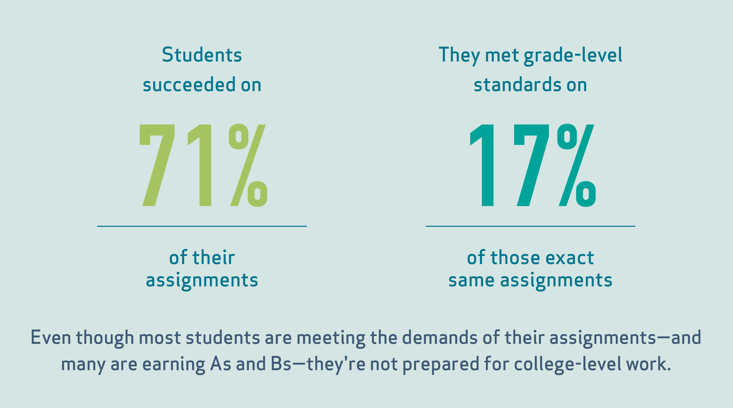 Students
succeeded on
71%
of their
assignments
They met grade-level
standards on
17%
of those exact
same assignments
Even though most students are meeting the demands of their assignments—and
many are earning As and Bs—they're not prepared for college-level work.